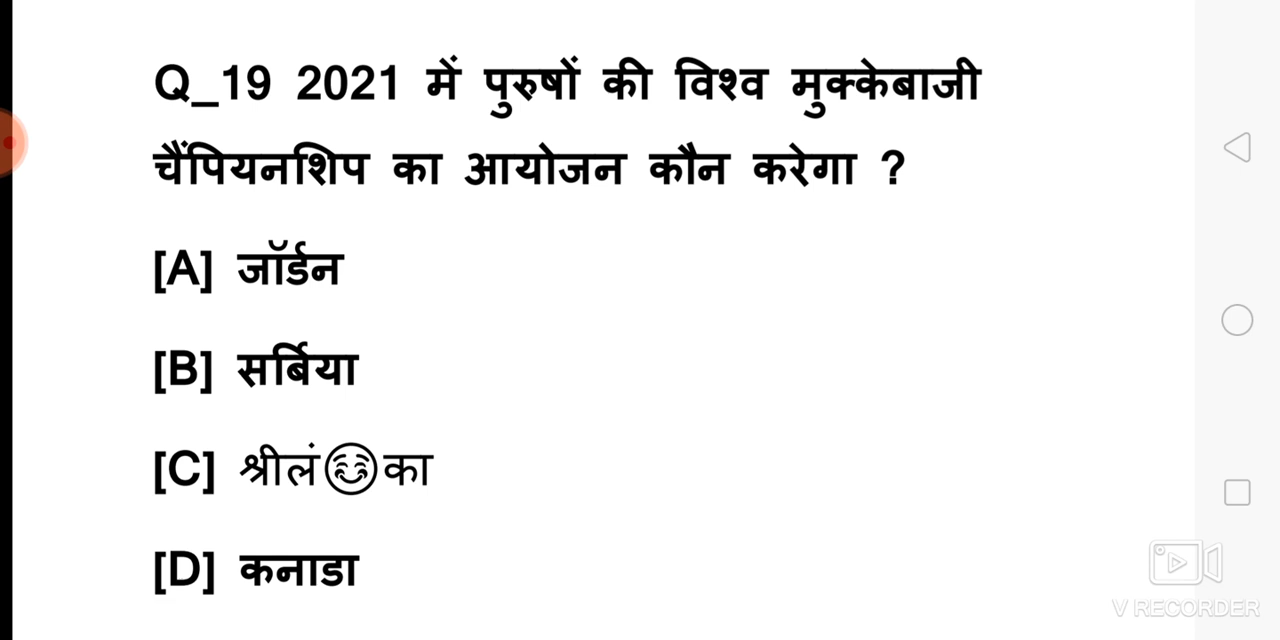 Q_19 2021 में पुरुषों की विश्व मुक्केबाजी
चैंपियनशिप का आयोजन कौन करेगा ?
[A] जॉर्डन
[B] सर्बिया
[C] श्रीलं😊का
[D] कनाडा
V RECORDER